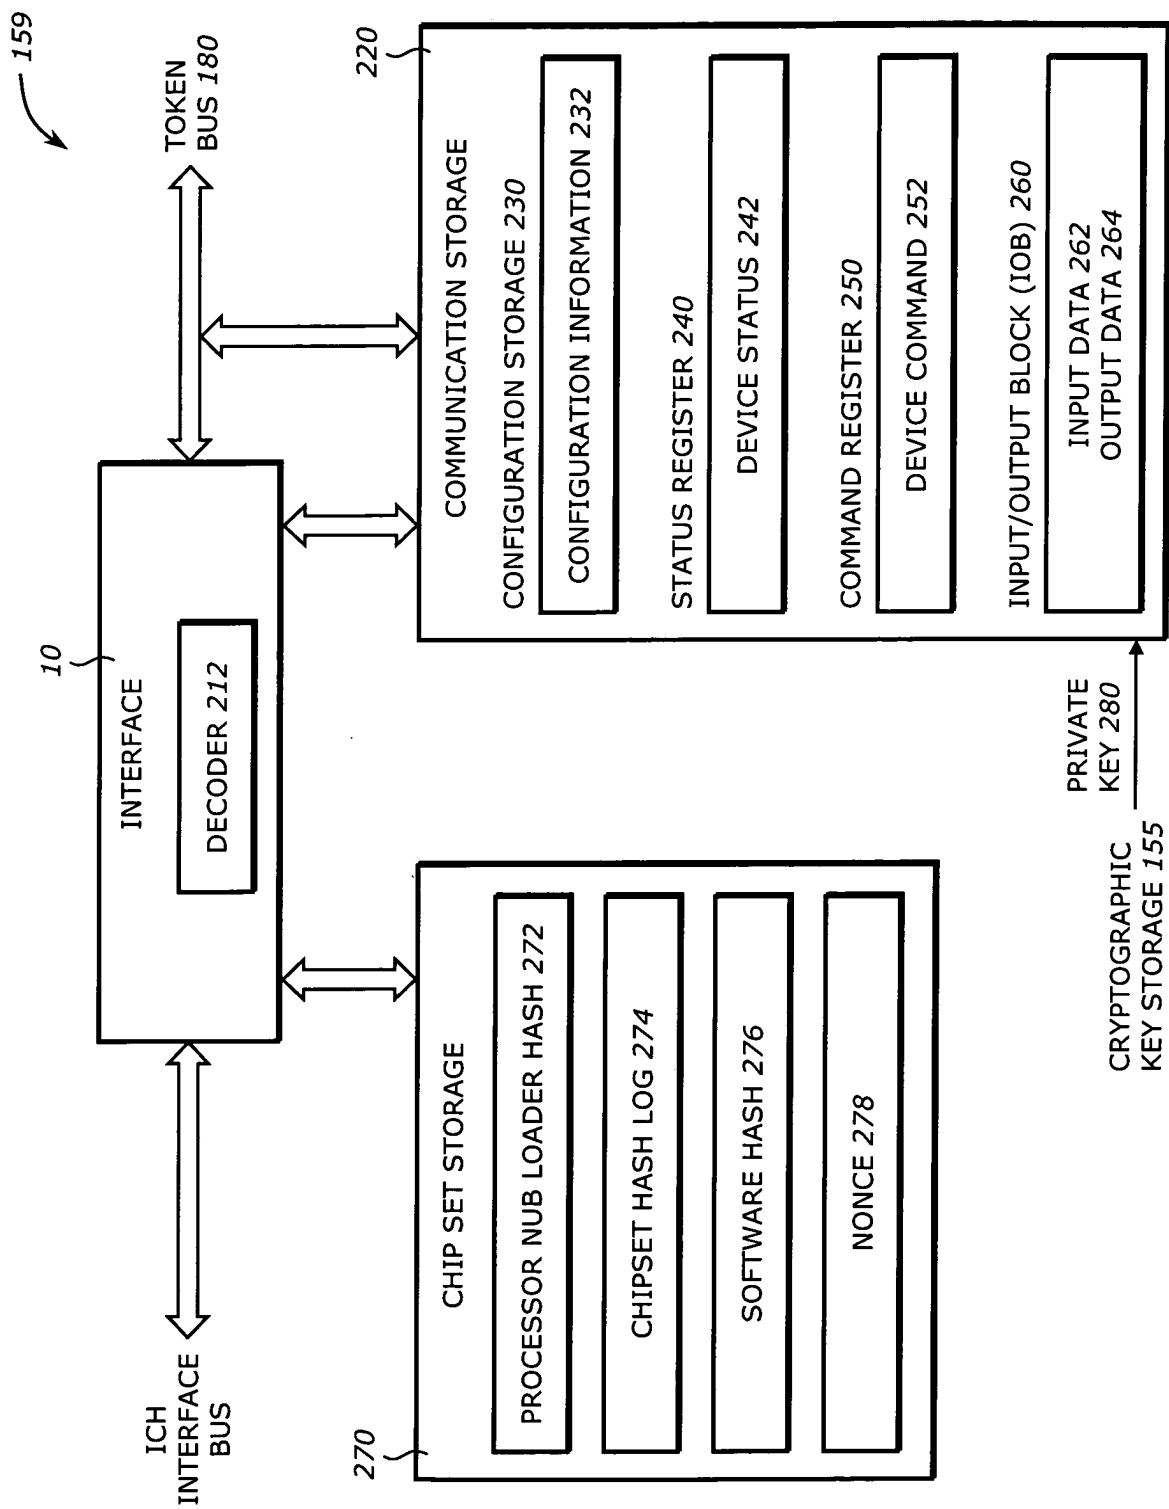 159
ICH
INTERFACE
BUS
10
INTERFACE
DECODER 212
TOKEN
BUS 180
270
CHIP SET STORAGE
PROCESSOR NUB LOADER HASH 272
CHIPSET HASH LOG 274
SOFTWARE HASH 276
NONCE 278
220
COMMUNICATION STORAGE
CONFIGURATION STORAGE 230
CONFIGURATION INFORMATION 232
STATUS REGISTER 240
DEVICE STATUS 242
COMMAND REGISTER 250
DEVICE COMMAND 252
INPUT/OUTPUT BLOCK (IOB) 260
INPUT DATA 262
OUTPUT DATA 264
PRIVATE
KEY 280
CRYPTOGRAPHIC
KEY STORAGE 155